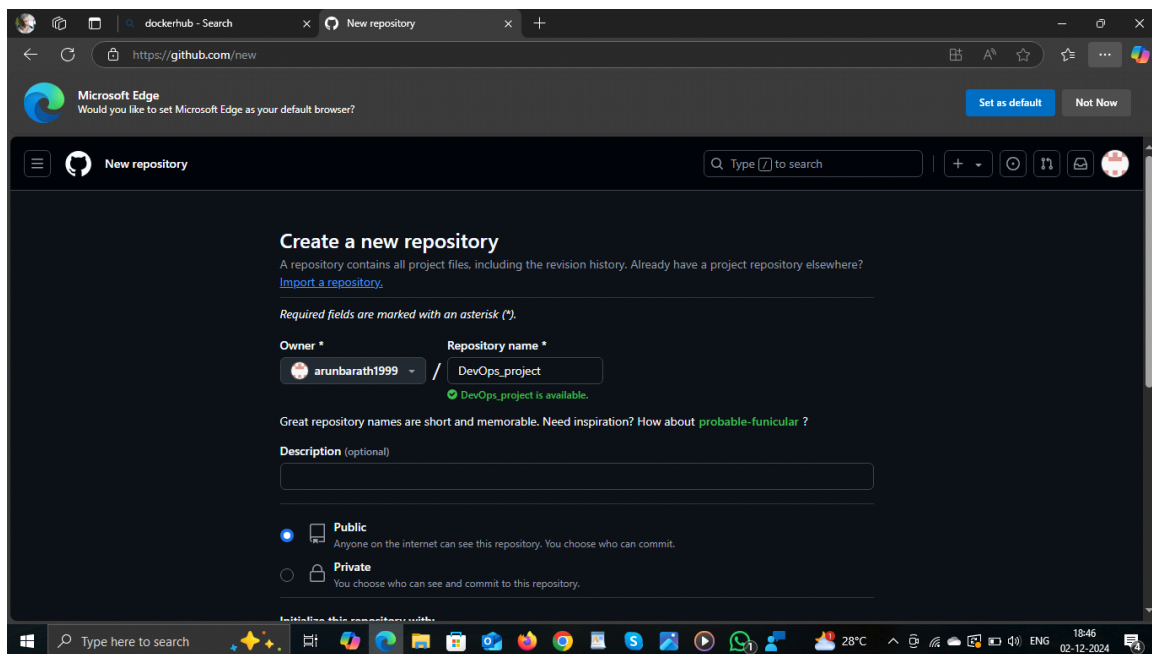 dockerhub - Search
New repository
https://github.com/new
Microsoft Edge
Would you like to set Microsoft Edge as your default browser?
Set as default
Not Now
New repository
Type / to search
Create a new repository
A repository contains all project files, including the revision history. Already have a project repository elsewhere?
Import a repository.
Required fields are marked with an asterisk (*).
Owner *
Repository name *
arunbarath1999
/
DevOps_project
DevOps_project is available.
Great repository names are short and memorable. Need inspiration? How about probable-funicular ?
Description (optional)
Public
Anyone on the internet can see this repository. You choose who can commit.
Private
You choose who can see and commit to this repository.
Initialize this repository with:
Type here to search
1
28°C
ENG
18:46
02-12-2024
4